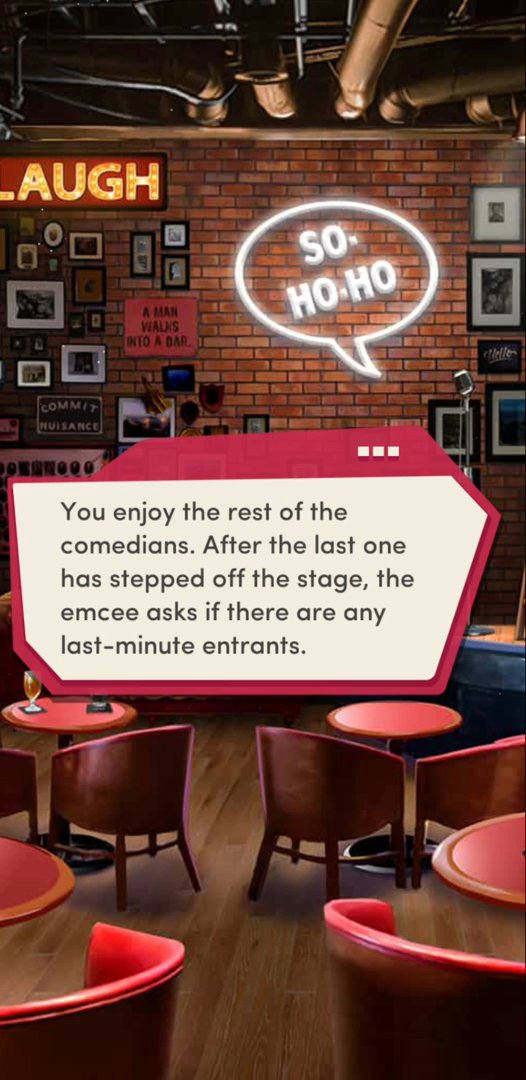 LAUGH
SO-
HO-HO
A MAN
WALKS
INTO A BAR..
Hello
COMMIT
NUISANCE
You enjoy the rest of the
comedians. After the last one
has stepped off the stage, the
emcee asks if there are any
last-minute entrants.